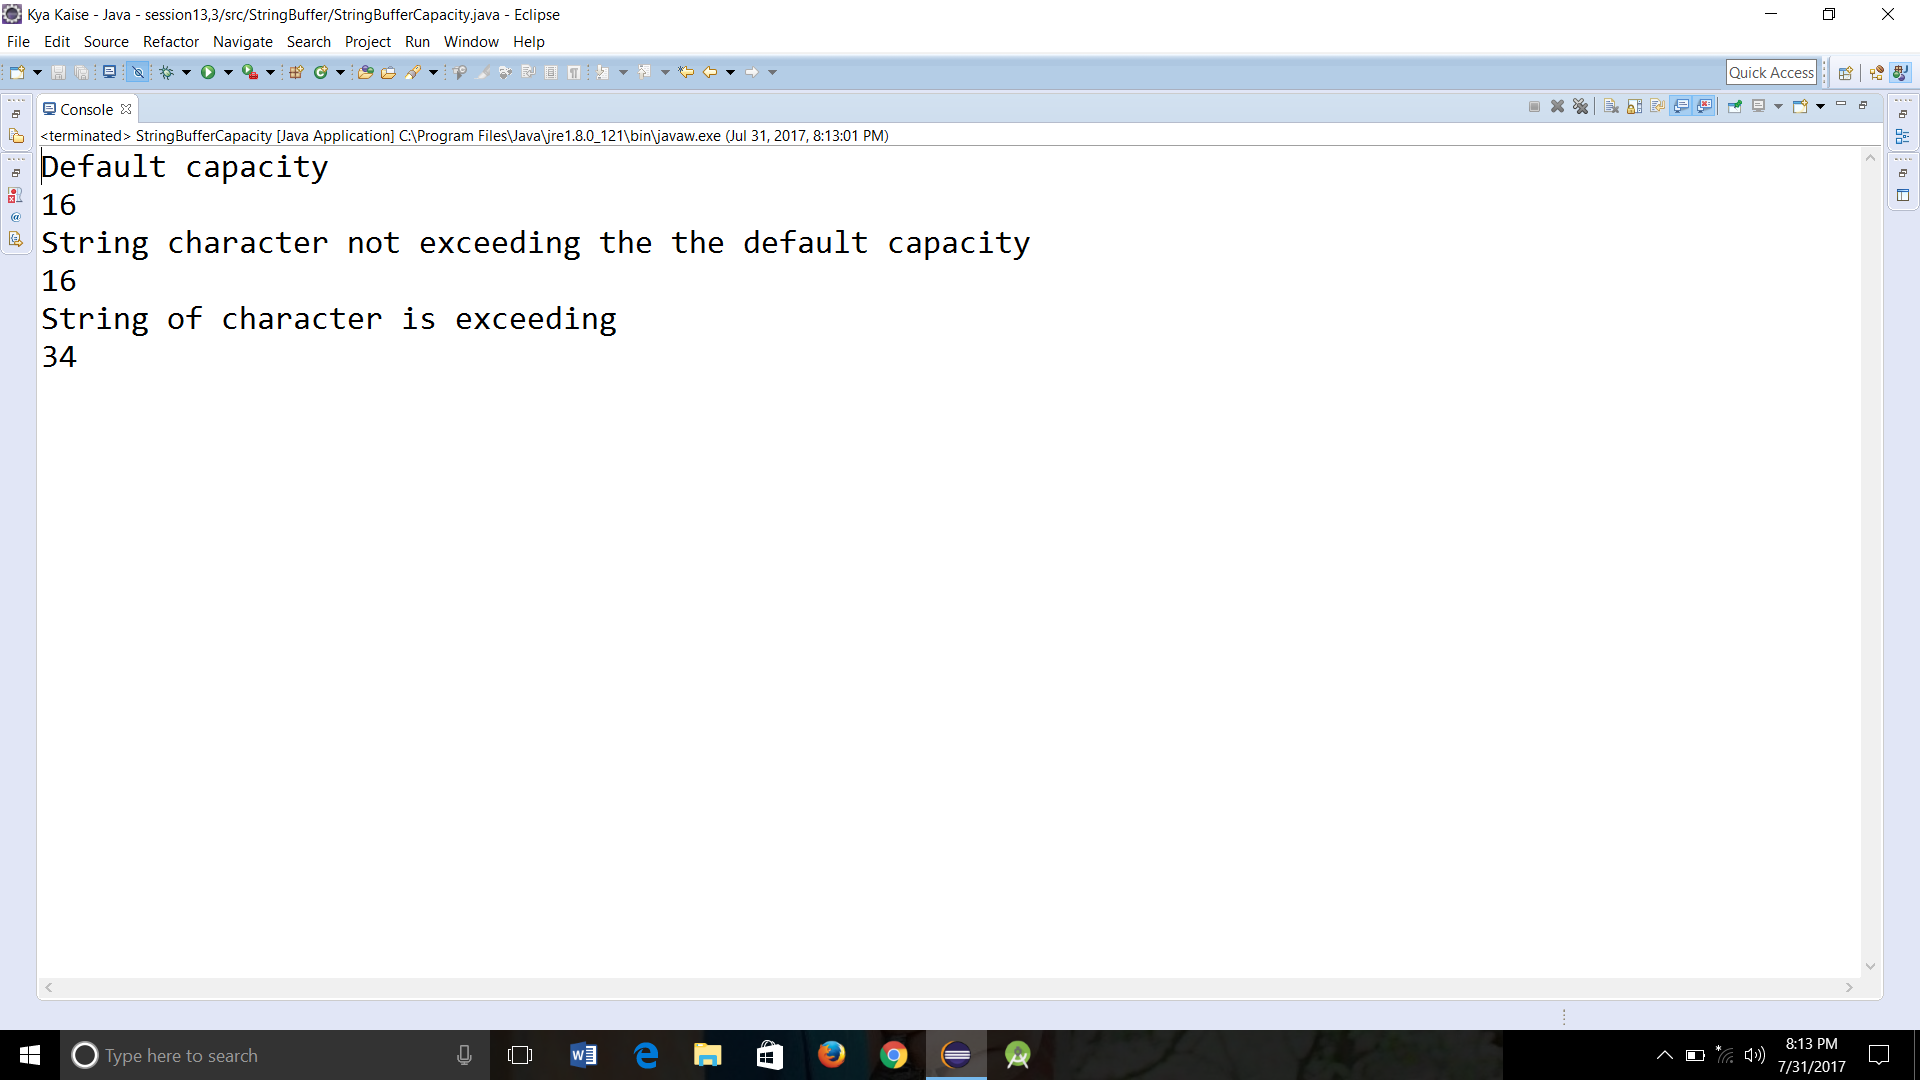 Kya Kaise - Java - session13,3/src/StringBuffer/StringBufferCapacity.java - Eclipse
File Edit Source Refactor Navigate Search Project Run Window Help
Quick Access
Console
<terminated> StringBufferCapacity [Java Application] C:\Program Files\Java\jre1.8.0_121\bin\javaw.exe (Jul 31, 2017, 8:13:01 PM)
Default capacity
16
String character not exceeding the the default capacity
16
String of character is exceeding
34
Type here to search
8:13 PM
7/31/2017